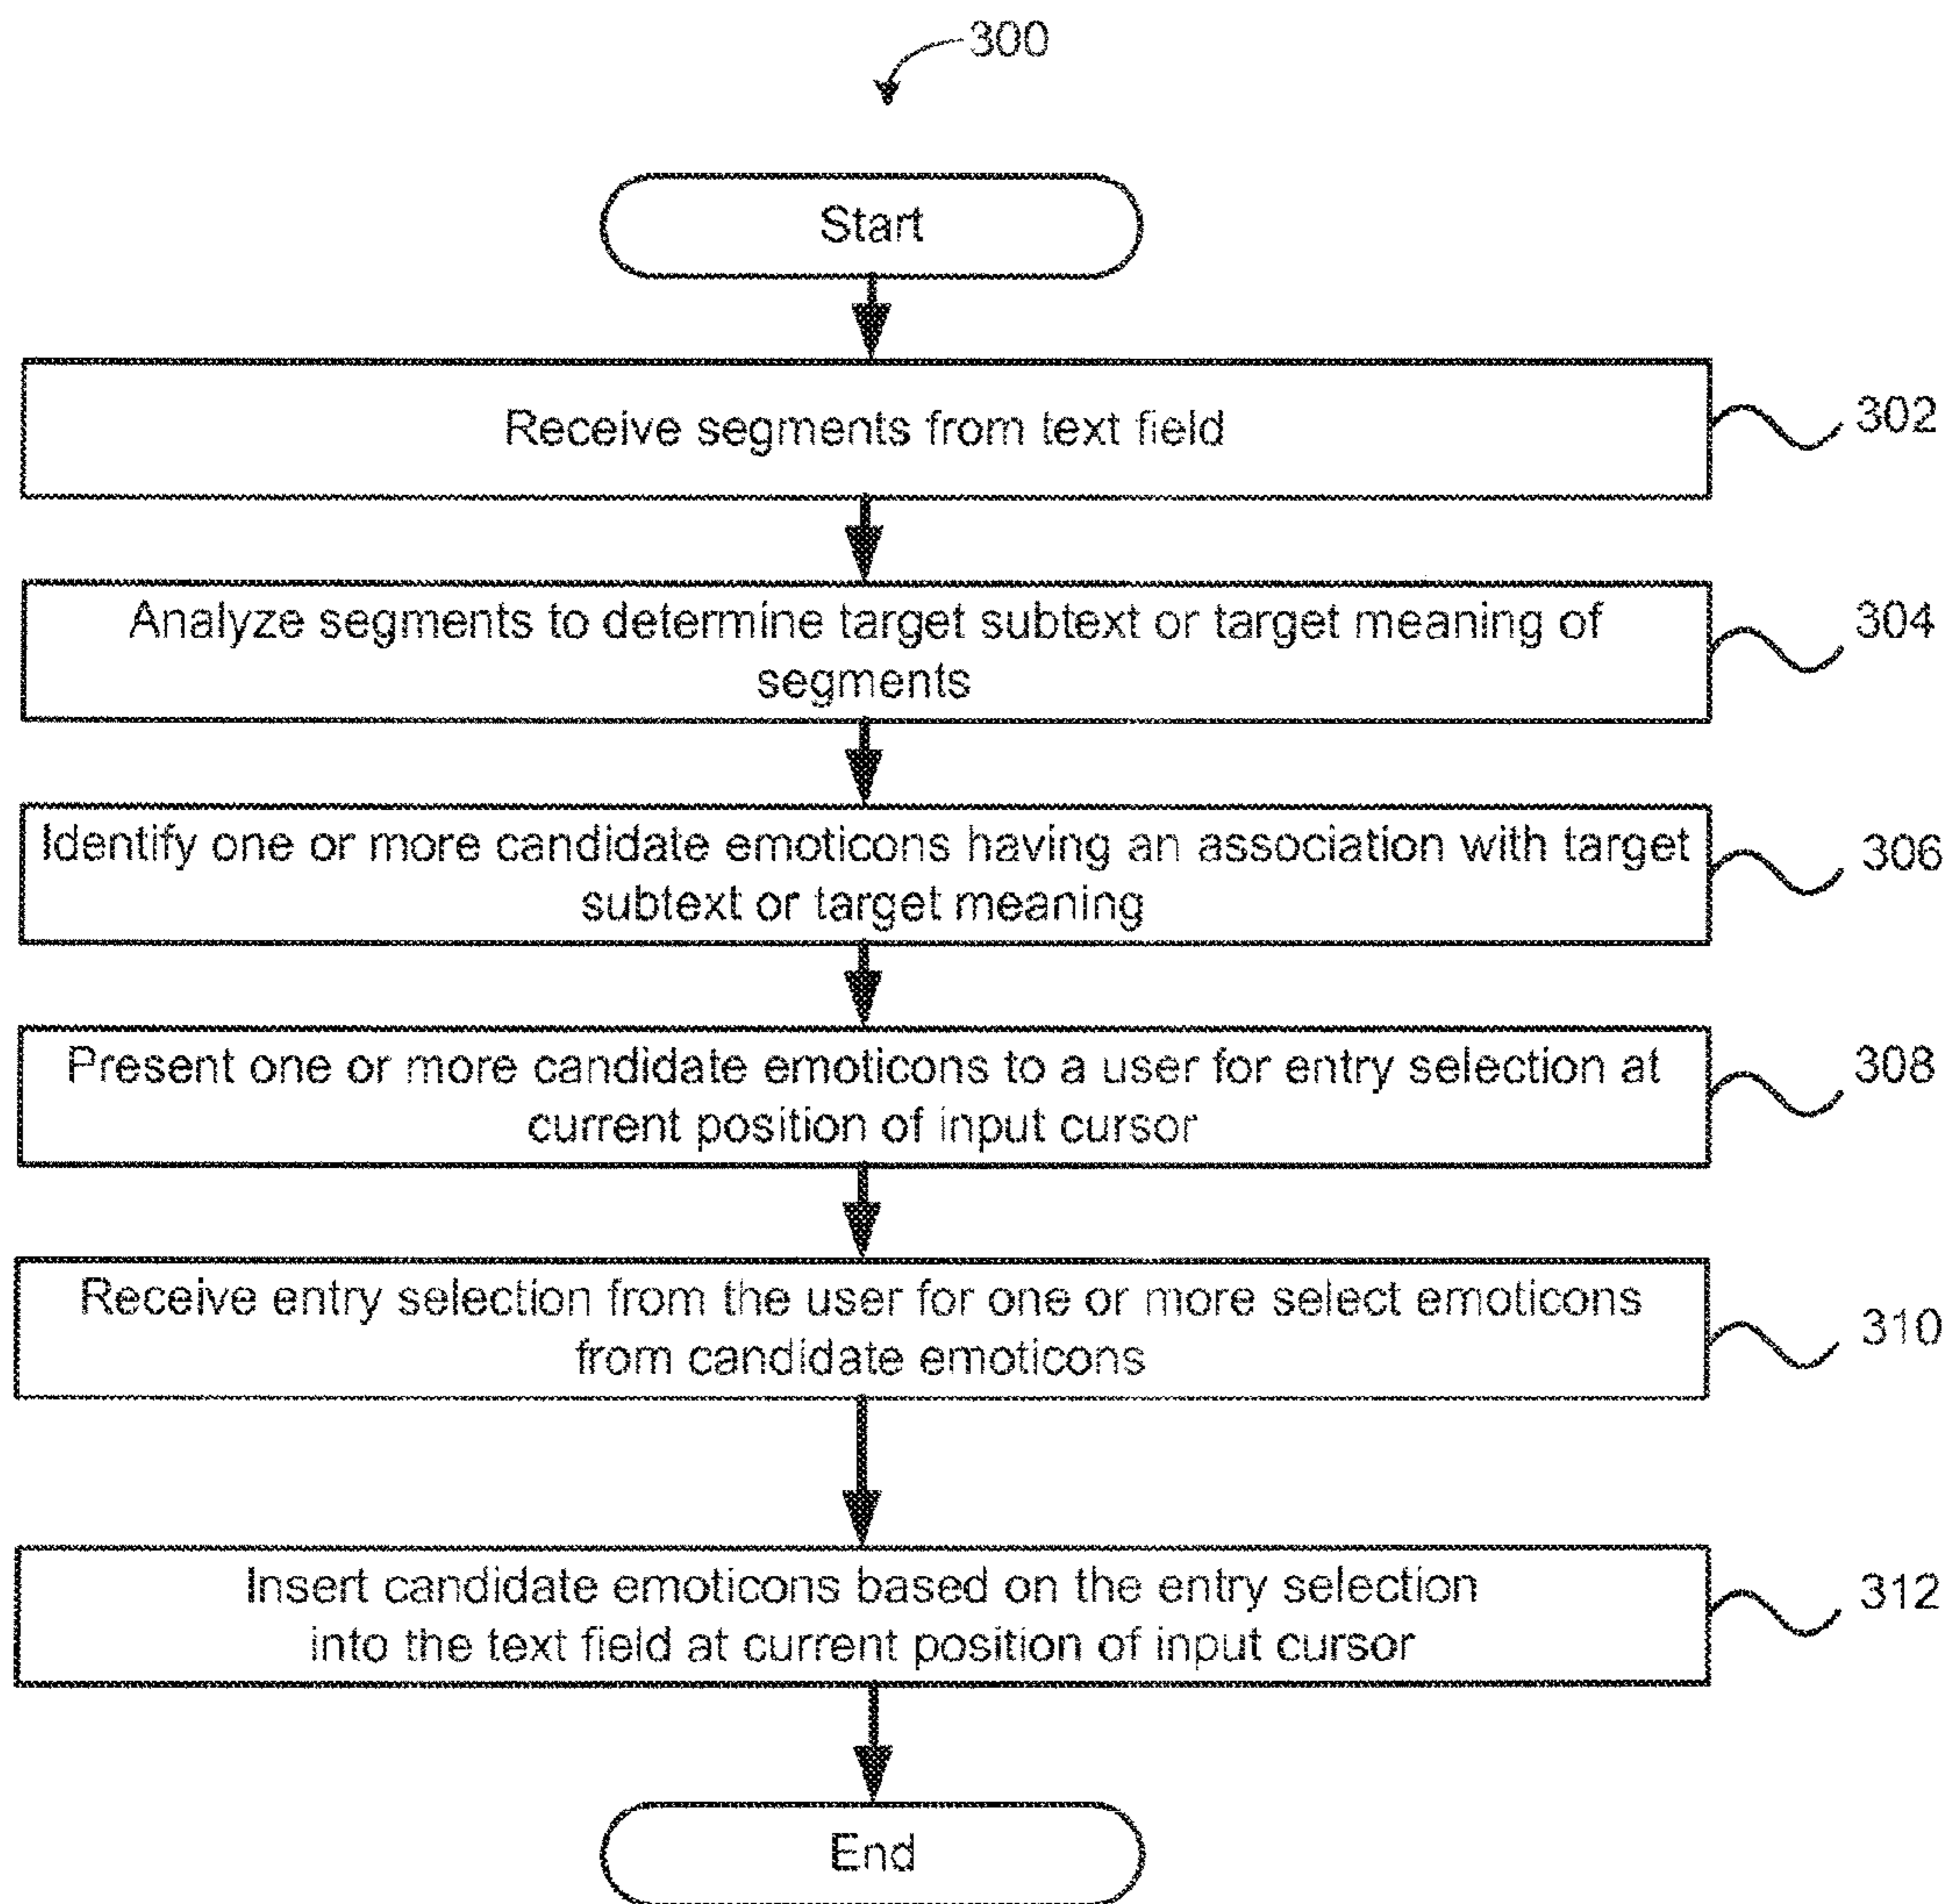 300
Start
Receive segments from text field
302
Analyze segments to determine target subtext or target meaning of
segments
304
Identify one or more candidate emoticons having an association with target
subtext or target meaning
306
Present one or more candidate emoticons to a user for entry selection at
current position of input cursor
308
Receive entry selection from the user for one or more select emoticons
from candidate emoticons
310
Insert candidate emoticons based on the entry selection
into the text field at current position of input cursor
312
End